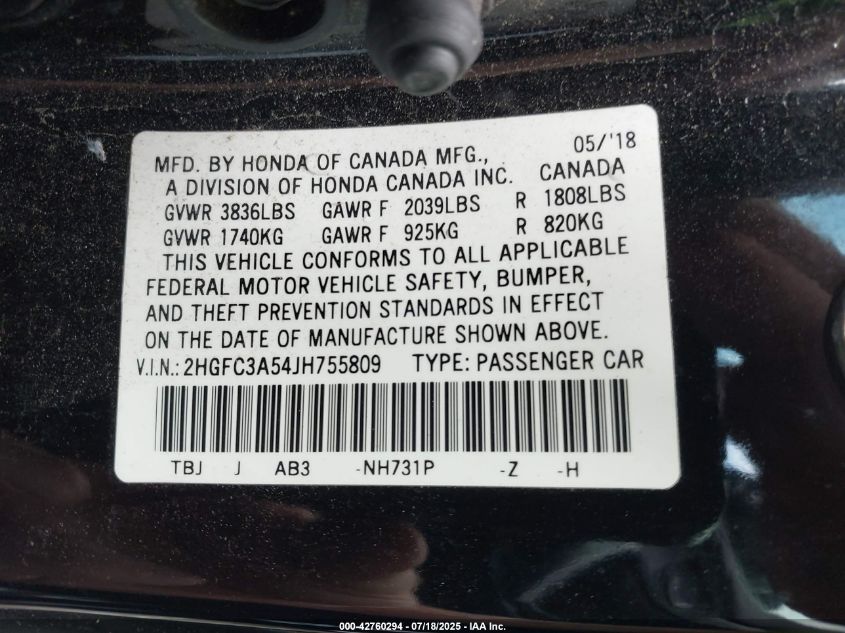 05/'18
MFD. BY HONDA OF CANADA MFG.,
A DIVISION OF HONDA CANADA INC. CANADA
GVWR 3836LBS GAWR F 2039LBS R 1808LBS
GVWR 1740KG GAWR F 925KG R 820KG
THIS VEHICLE CONFORMS TO ALL APPLICABLE
FEDERAL MOTOR VEHICLE SAFETY, BUMPER,
AND THEFT PREVENTION STANDARDS IN EFFECT
ON THE DATE OF MANUFACTURE SHOWN ABOVE.
V.I.N.: 2HGFC3A54JH755809 TYPE: PASSENGER CAR
TBJ J AB3 -NH731P -Z -H
000-42760294 - 07/18/2025 - IAA Inc.